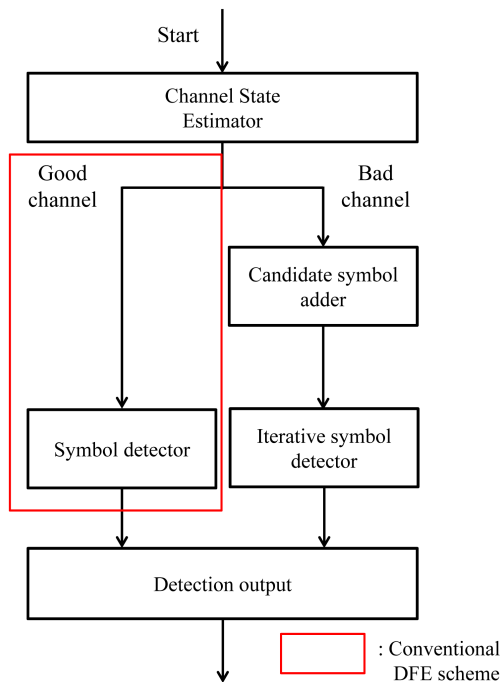 Start
Channel State
Estimator
Good
channel
Bad
channel
Candidate symbol
adder
Symbol detector
Iterative symbol
detector
Detection output
: Conventional
DFE scheme